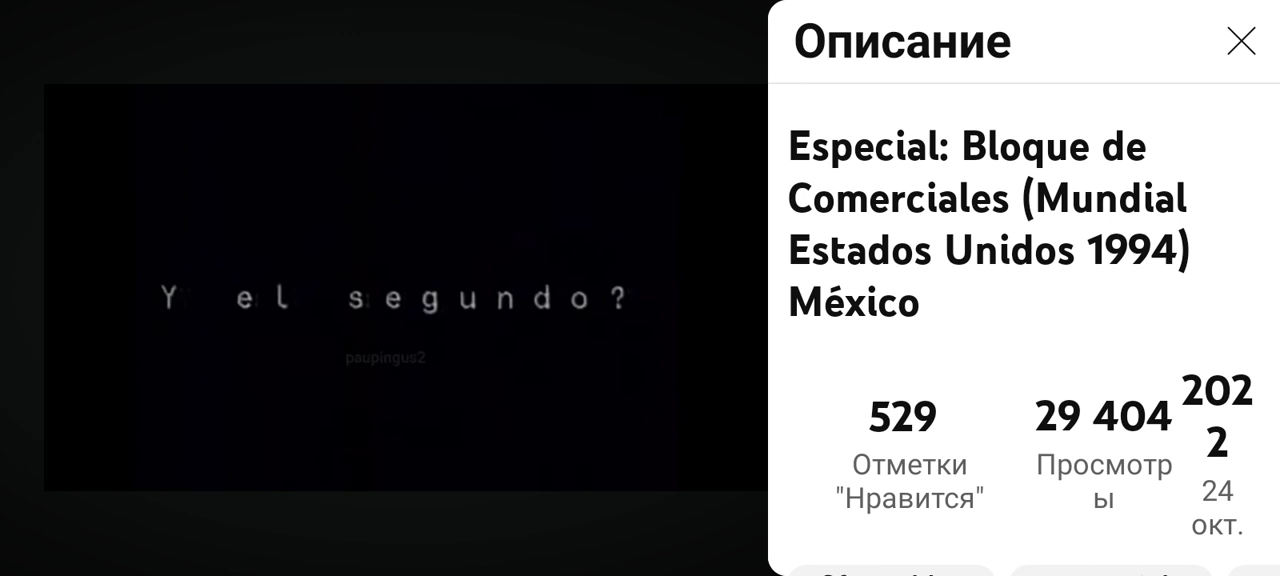 Y el segundo?
paupingus2
Описание
Especial: Bloque de
Comerciales (Mundial
Estados Unidos 1994)
México
529
Отметки
"Нравится"
29 404
Просмотр
ы
202
2
24
окт.